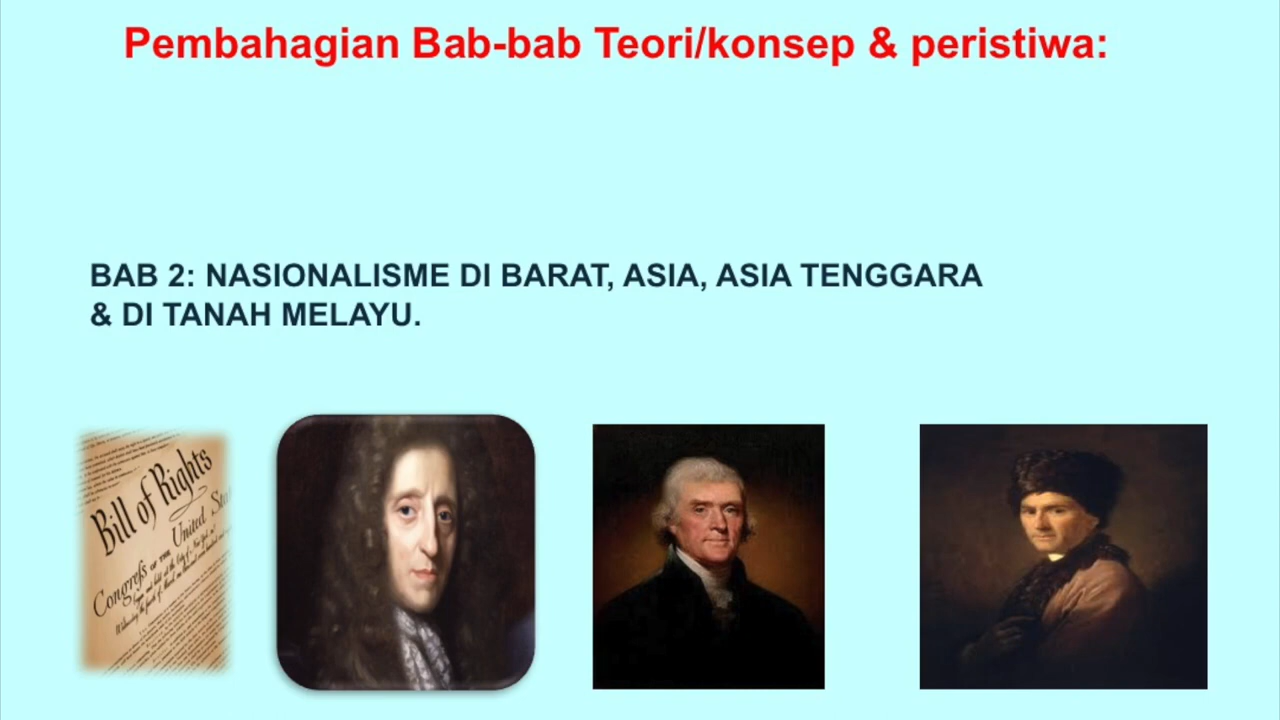 Pembahagian Bab-bab Teori/konsep & peristiwa:
BAB 2: NASIONALISME DI BARAT, ASIA, ASIA TENGGARA
& DI TANAH MELAYU.
Bill of Rights
Congreſs OF THE United